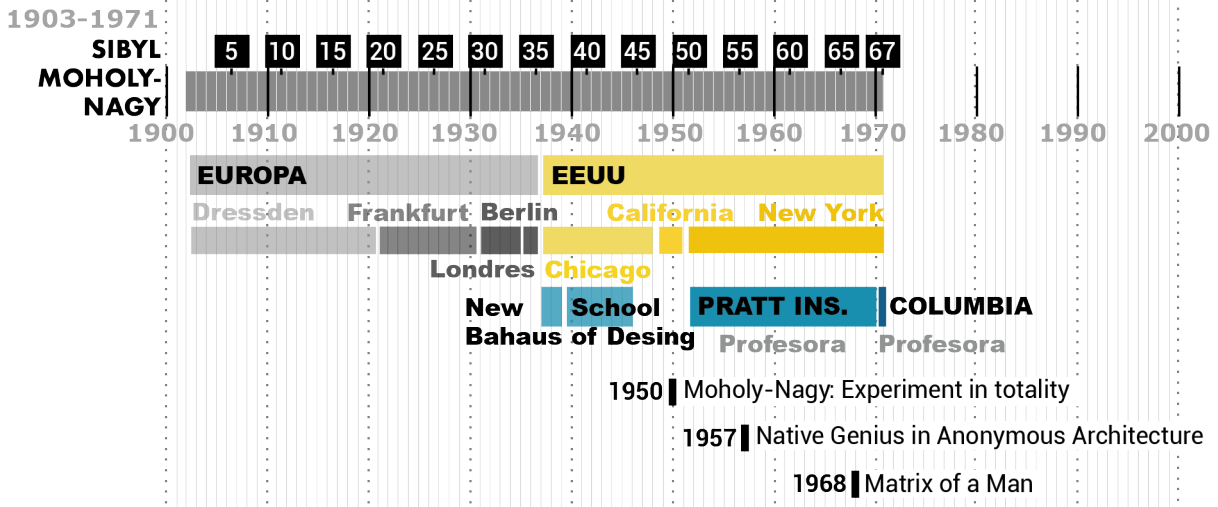 1903-1971
SIBYL
MOHOLY-
NAGY
5 10 15 20 25 30 35 40 45 50 55 60 65 67
1900 1910 1920 1930 1940 1950 1960 1970 1980 1990 2000
EUROPA EEUU
Dressden Frankfurt Berlin California New York
Londres Chicago
New School PRATT INS. COLUMBIA
Bahaus of Desing Profesora Profesora
1950 Moholy-Nagy: Experiment in totality
1957 Native Genius in Anonymous Architecture
1968 Matrix of a Man